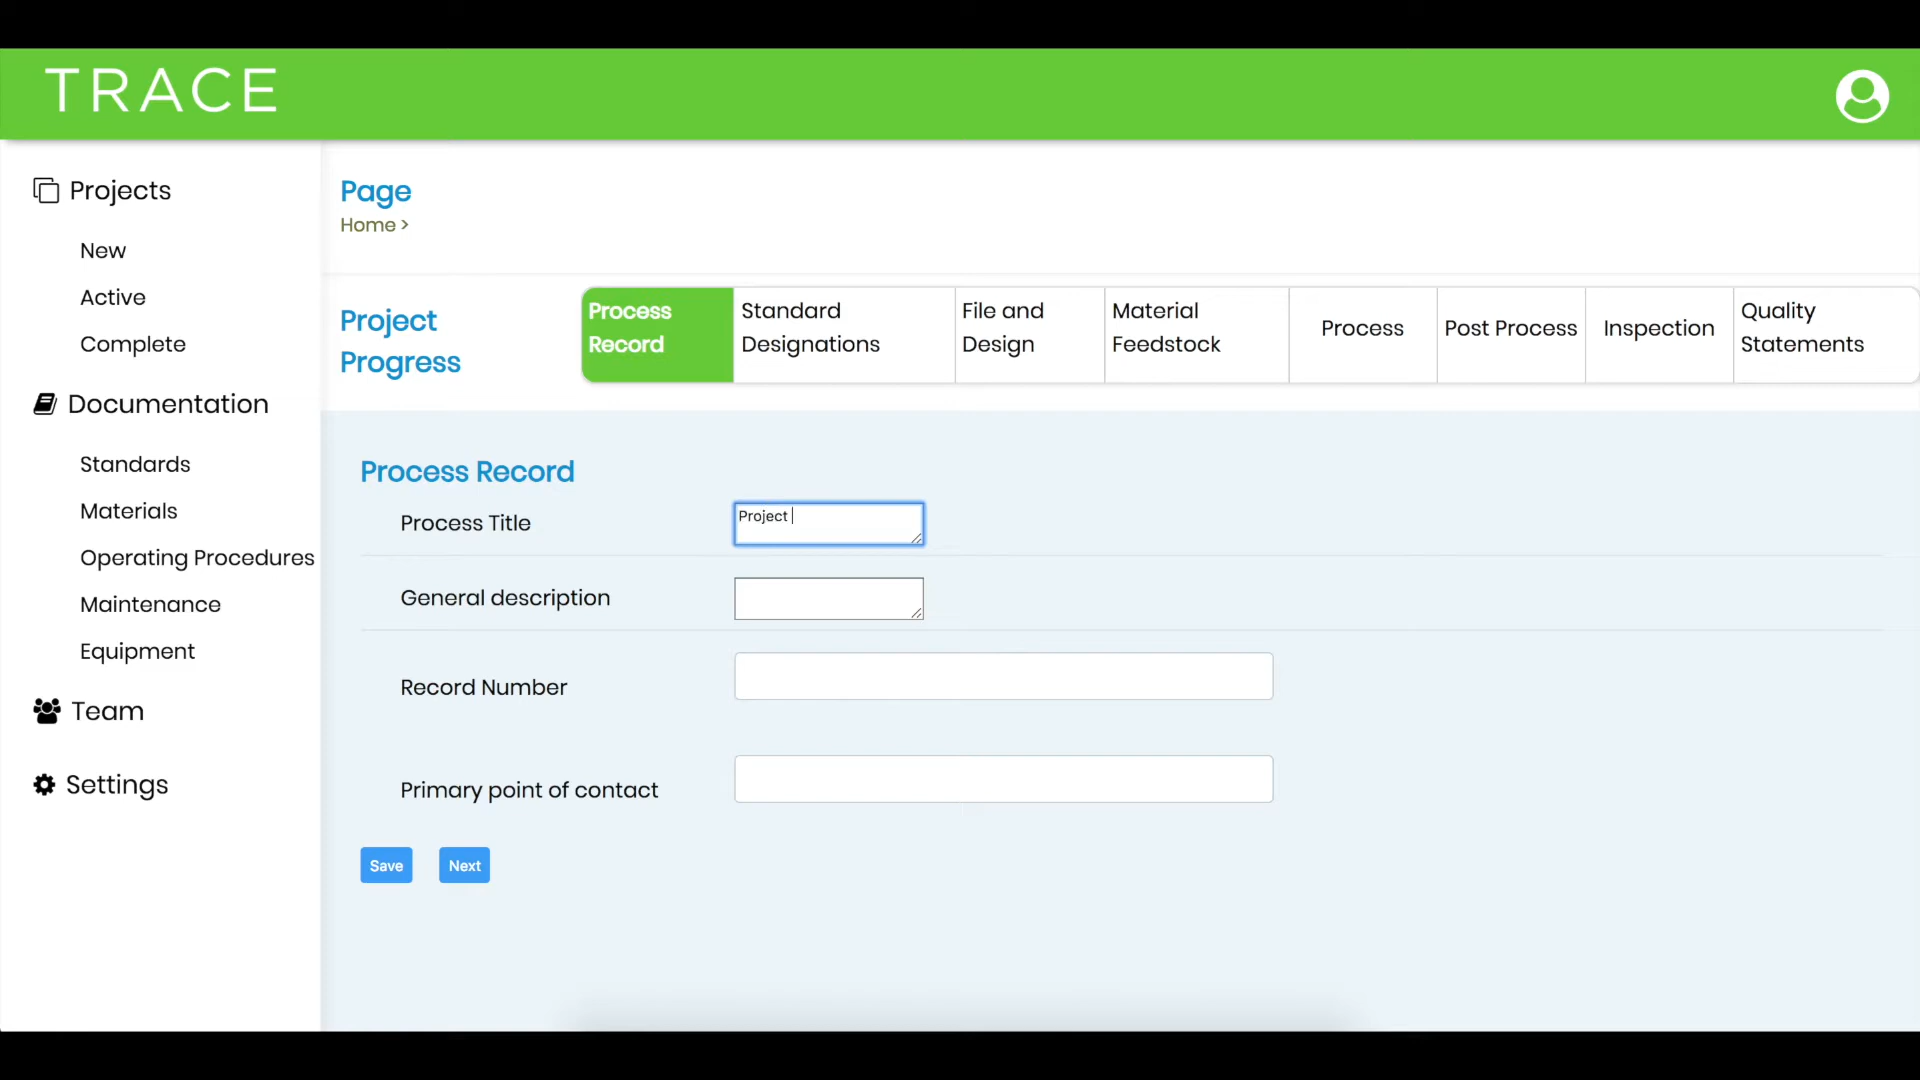 TRACE
Projects
New
Active
Complete
Documentation
Standards
Materials
Operating Procedures
Maintenance
Equipment
Team
Settings
Page
Home >
Project
Progress
Process
Record
Standard
Designations
File and
Design
Material
Feedstock
Process
Post Process
Inspection
Quality
Statements
Process Record
Process Title
Project
General description
Record Number
Primary point of contact
Save
Next